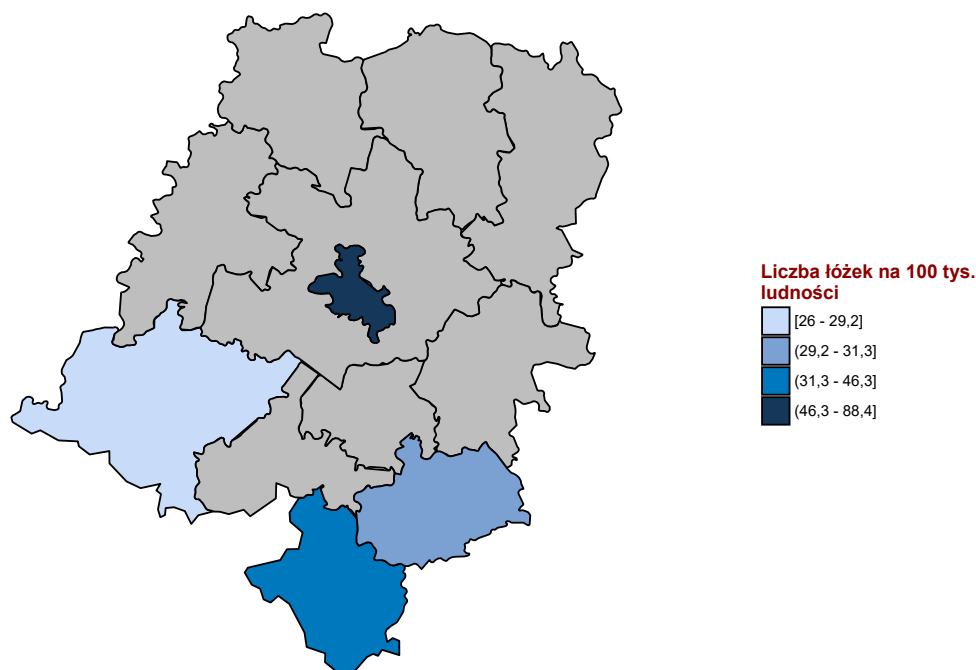 Liczba łóżek na 100 tys.
ludności
[26 - 29,2]
(29,2 - 31,3]
(31,3 - 46,3]
(46,3 - 88,4]